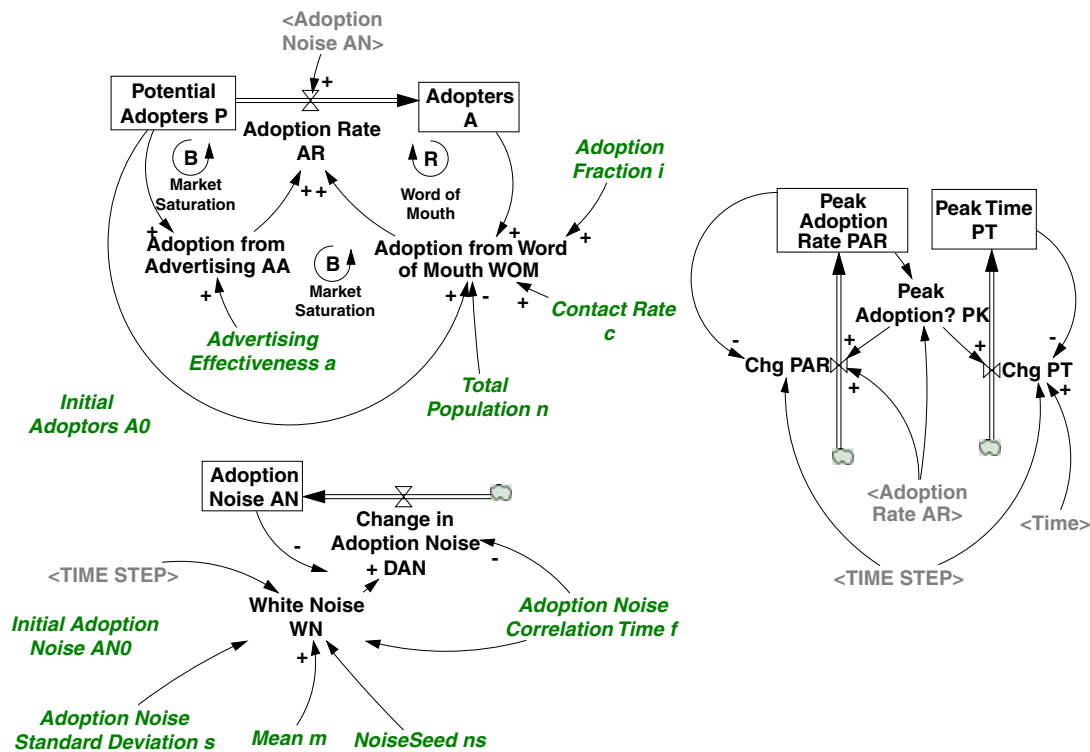 <Adoption
Noise AN>
+
Potential
Adopters P
Adopters
A
Adoption Rate
AR
B
Market
Saturation
R
Word of
Mouth
Adoption
Fraction i
+ +
+
Adoption from
Advertising AA
+
B
Market
Saturation
+
+
Adoption from Word
of Mouth WOM
+
-
+
Contact Rate
c
Advertising
Effectiveness a
Total
Population n
Initial
Adoptors A0
Adoption
Noise AN
Change in
Adoption Noise
+ DAN
-
-
<TIME STEP>
White Noise
WN
+
Initial Adoption
Noise AN0
Adoption Noise
Correlation Time f
Adoption Noise
Standard Deviation s
Mean m
NoiseSeed ns
Peak
Adoption
Rate PAR
Peak Time
PT
Peak
Adoption? PK
-
+
+
-
Chg PAR
+
Chg PT
+
<Adoption
Rate AR>
<Time>
<TIME STEP>